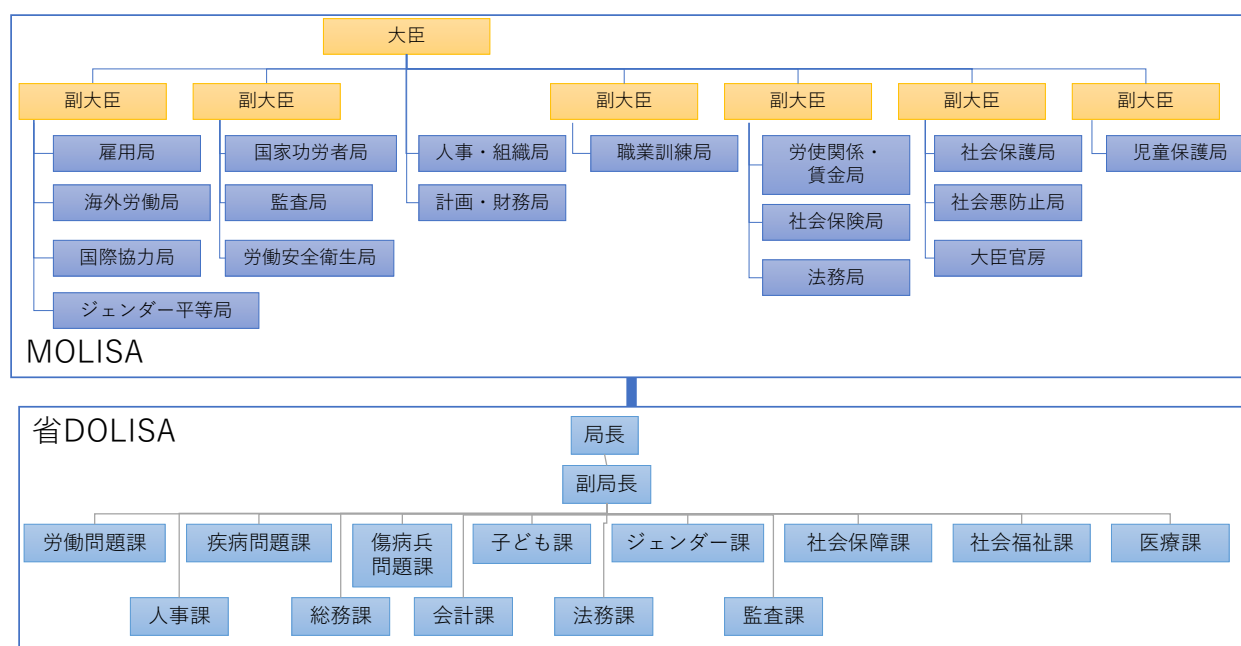 大臣
副大臣
副大臣
副大臣
副大臣
副大臣
副大臣
雇用局
国家功労者局
人事・組織局
職業訓練局
労使関係・
賃金局
社会保護局
児童保護局
海外労働局
監査局
計画・財務局
社会保険局
社会悪防止局
国際協力局
労働安全衛生局
法務局
大臣官房
ジェンダー平等局
MOLISA
省DOLISA
局長
副局長
労働問題課
疾病問題課
傷病兵
問題課
子ども課
ジェンダー課
社会保障課
社会福祉課
医療課
人事課
総務課
会計課
法務課
監査課